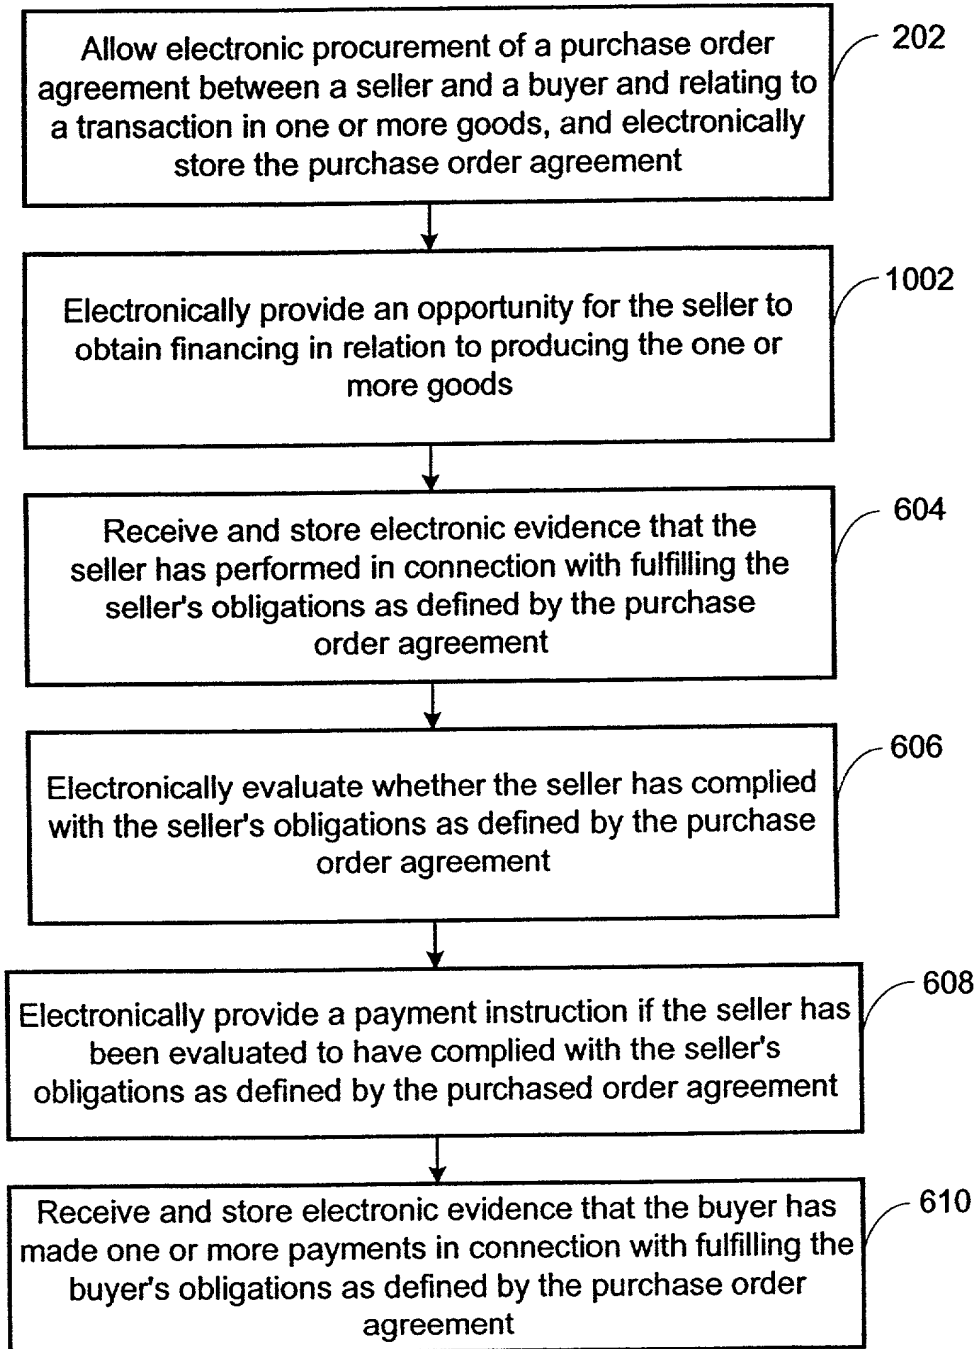 Allow electronic procurement of a purchase order
agreement between a seller and a buyer and relating to
a transaction in one or more goods, and electronically
store the purchase order agreement
202
Electronically provide an opportunity for the seller to
obtain financing in relation to producing the one or
more goods
1002
Receive and store electronic evidence that the
seller has performed in connection with fulfilling the
seller's obligations as defined by the purchase
order agreement
604
Electronically evaluate whether the seller has complied
with the seller's obligations as defined by the purchase
order agreement
606
Electronically provide a payment instruction if the seller has
been evaluated to have complied with the seller's
obligations as defined by the purchased order agreement
608
Receive and store electronic evidence that the buyer has
made one or more payments in connection with fulfilling the
buyer's obligations as defined by the purchase order
agreement
610